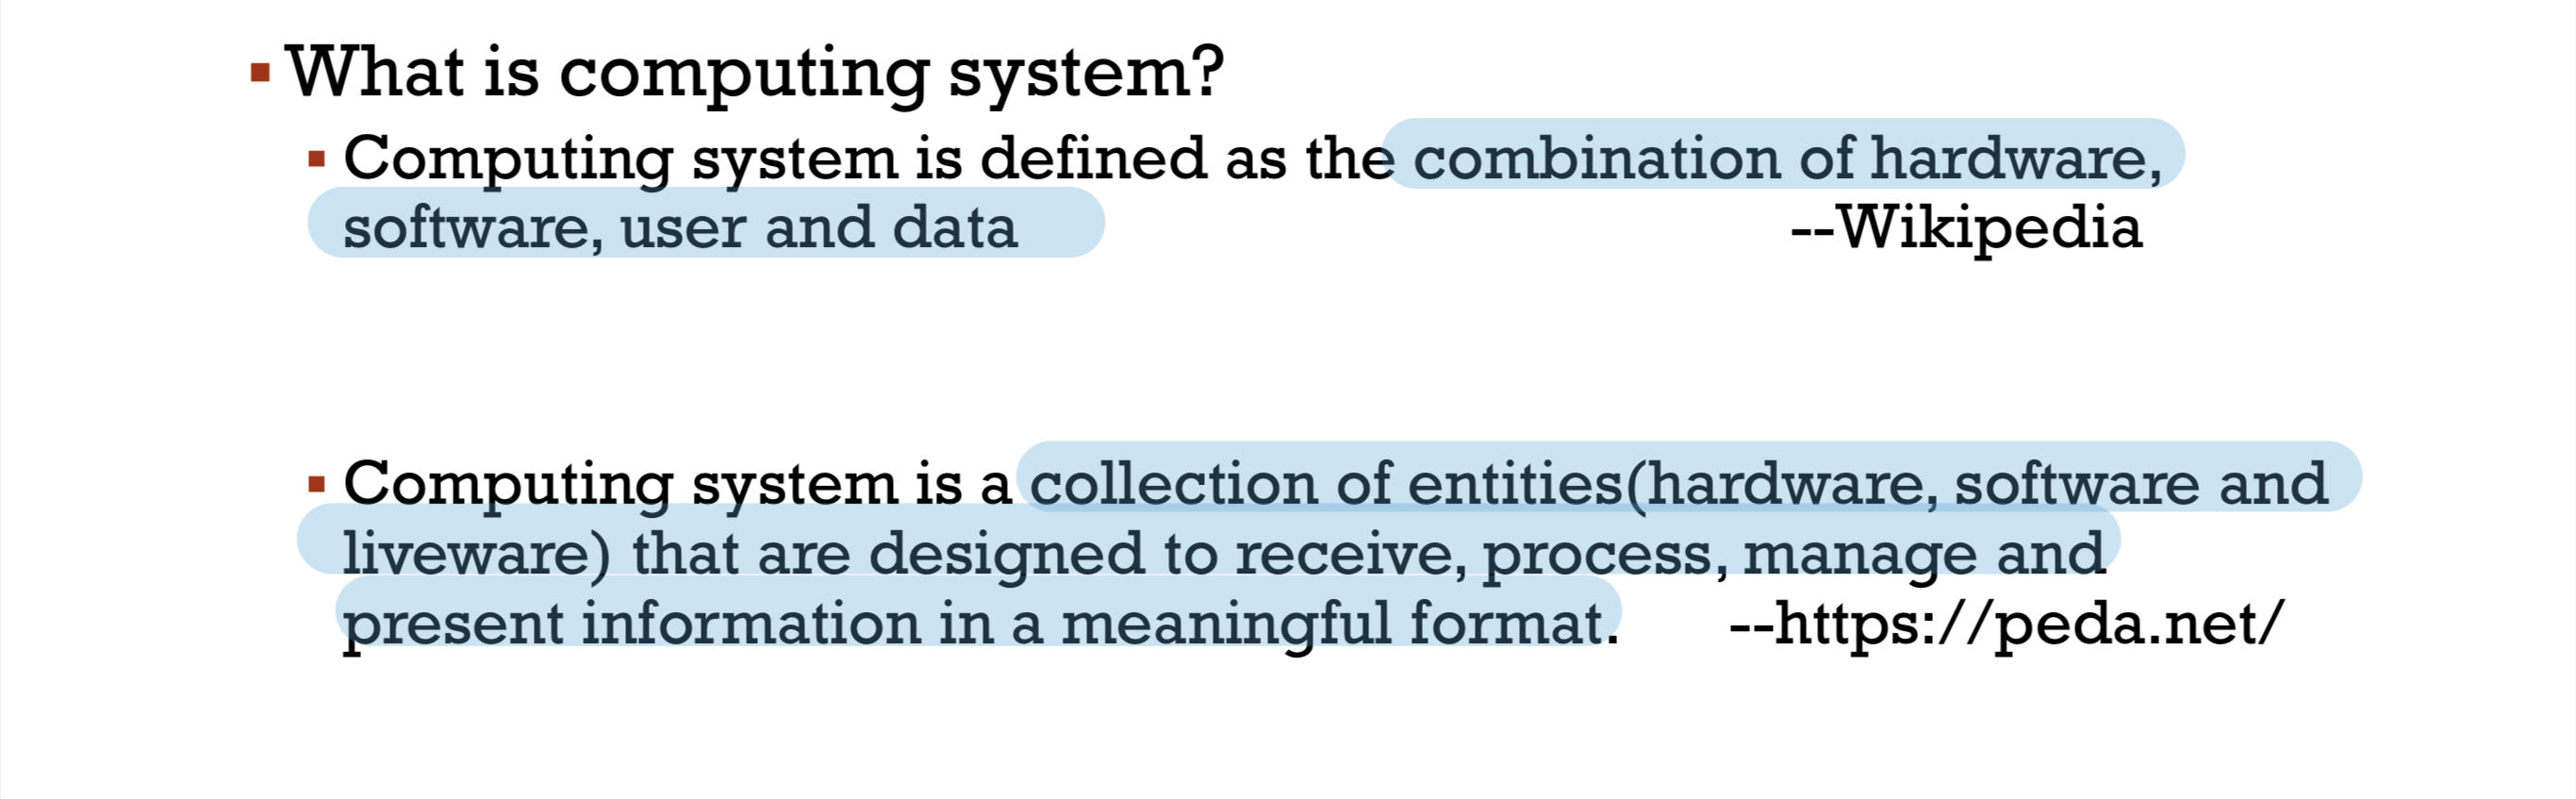 What is computing system?
Computing system is defined as the combination of hardware,
software, user and data --Wikipedia
Computing system is a collection of entities(hardware, software and
liveware) that are designed to receive, process, manage and
present information in a meaningful format. --https://peda.net/